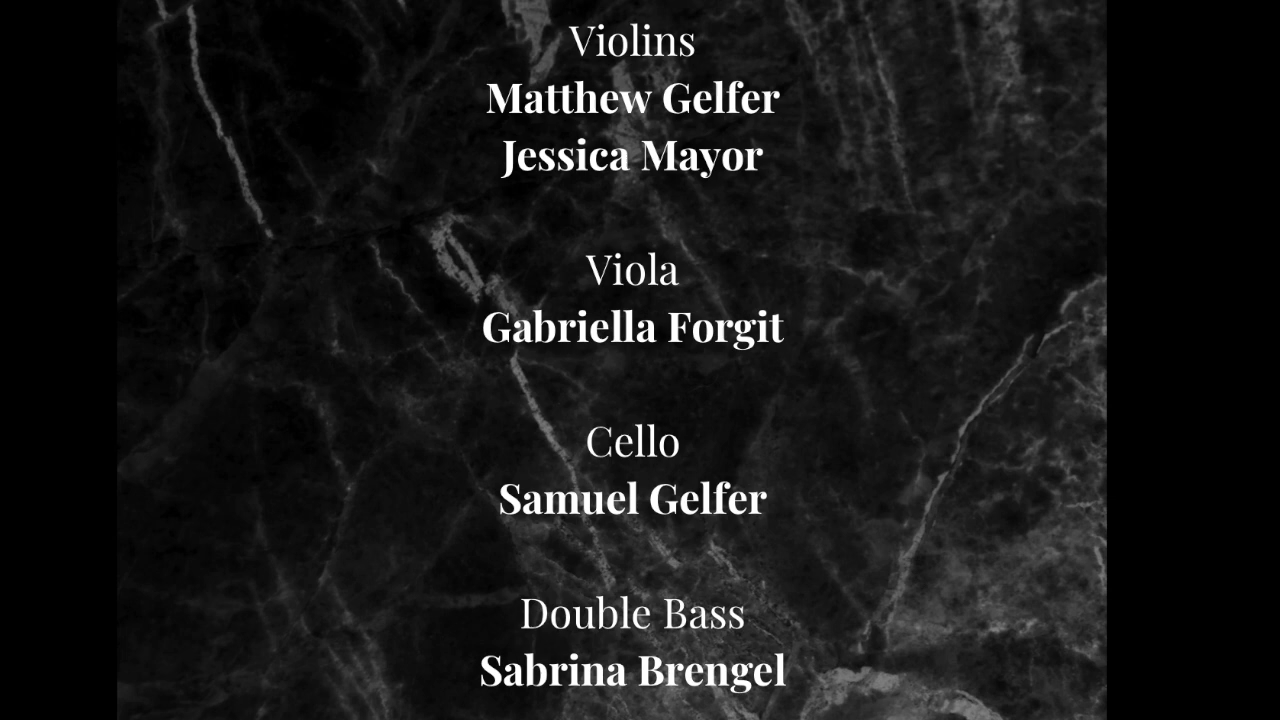 Violins
Matthew Gelfer
Jessica Mayor
Viola
Gabriella Forgit
Cello
Samuel Gelfer
Double Bass
Sabrina Brengel